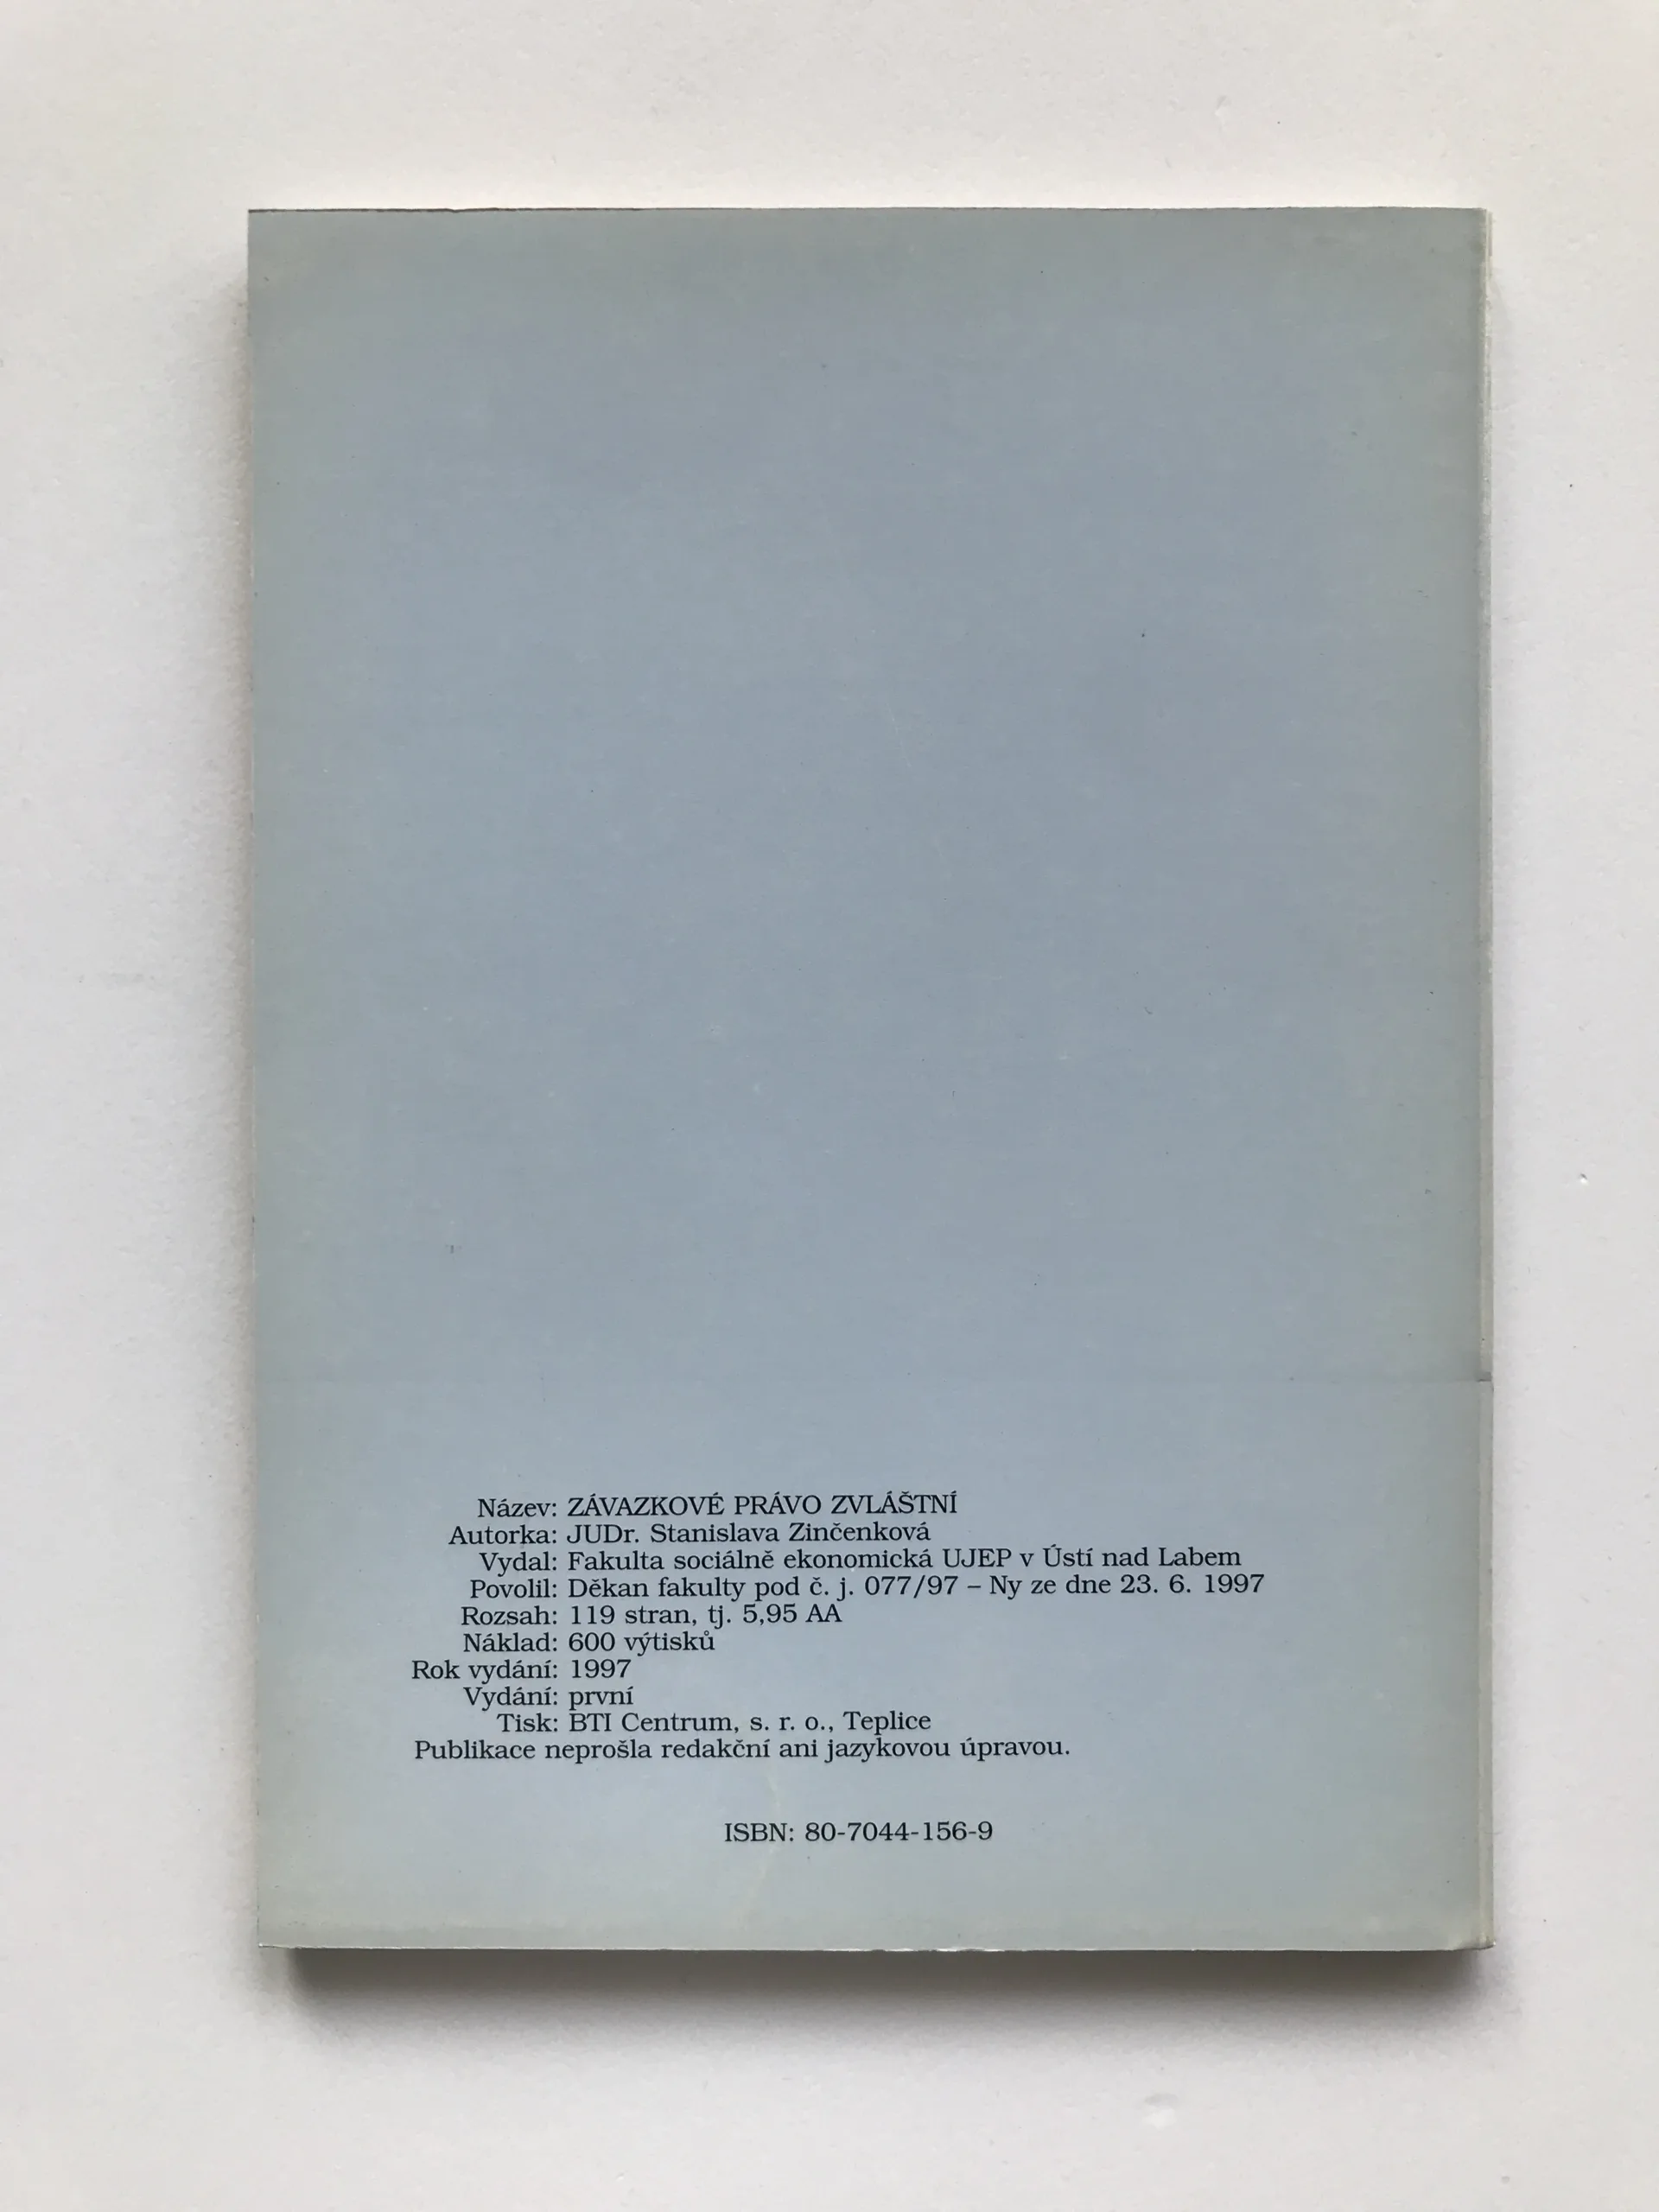 Název: ZÁVAZKOVÉ PRÁVO ZVLÁŠTNÍ
Autorka: JUDr. Stanislava Zinčenková
Vydal: Fakulta sociálně ekonomická UJEP v Ústí nad Labem
Povolil: Děkan fakulty pod č. j. 077/97 – Ny ze dne 23. 6. 1997
Rozsah: 119 stran, tj. 5,95 AA
Náklad: 600 výtisků
Rok vydání: 1997
Vydání: první
Tisk: BTI Centrum, s. r. o., Teplice
Publikace neprošla redakční ani jazykovou úpravou.
ISBN: 80-7044-156-9